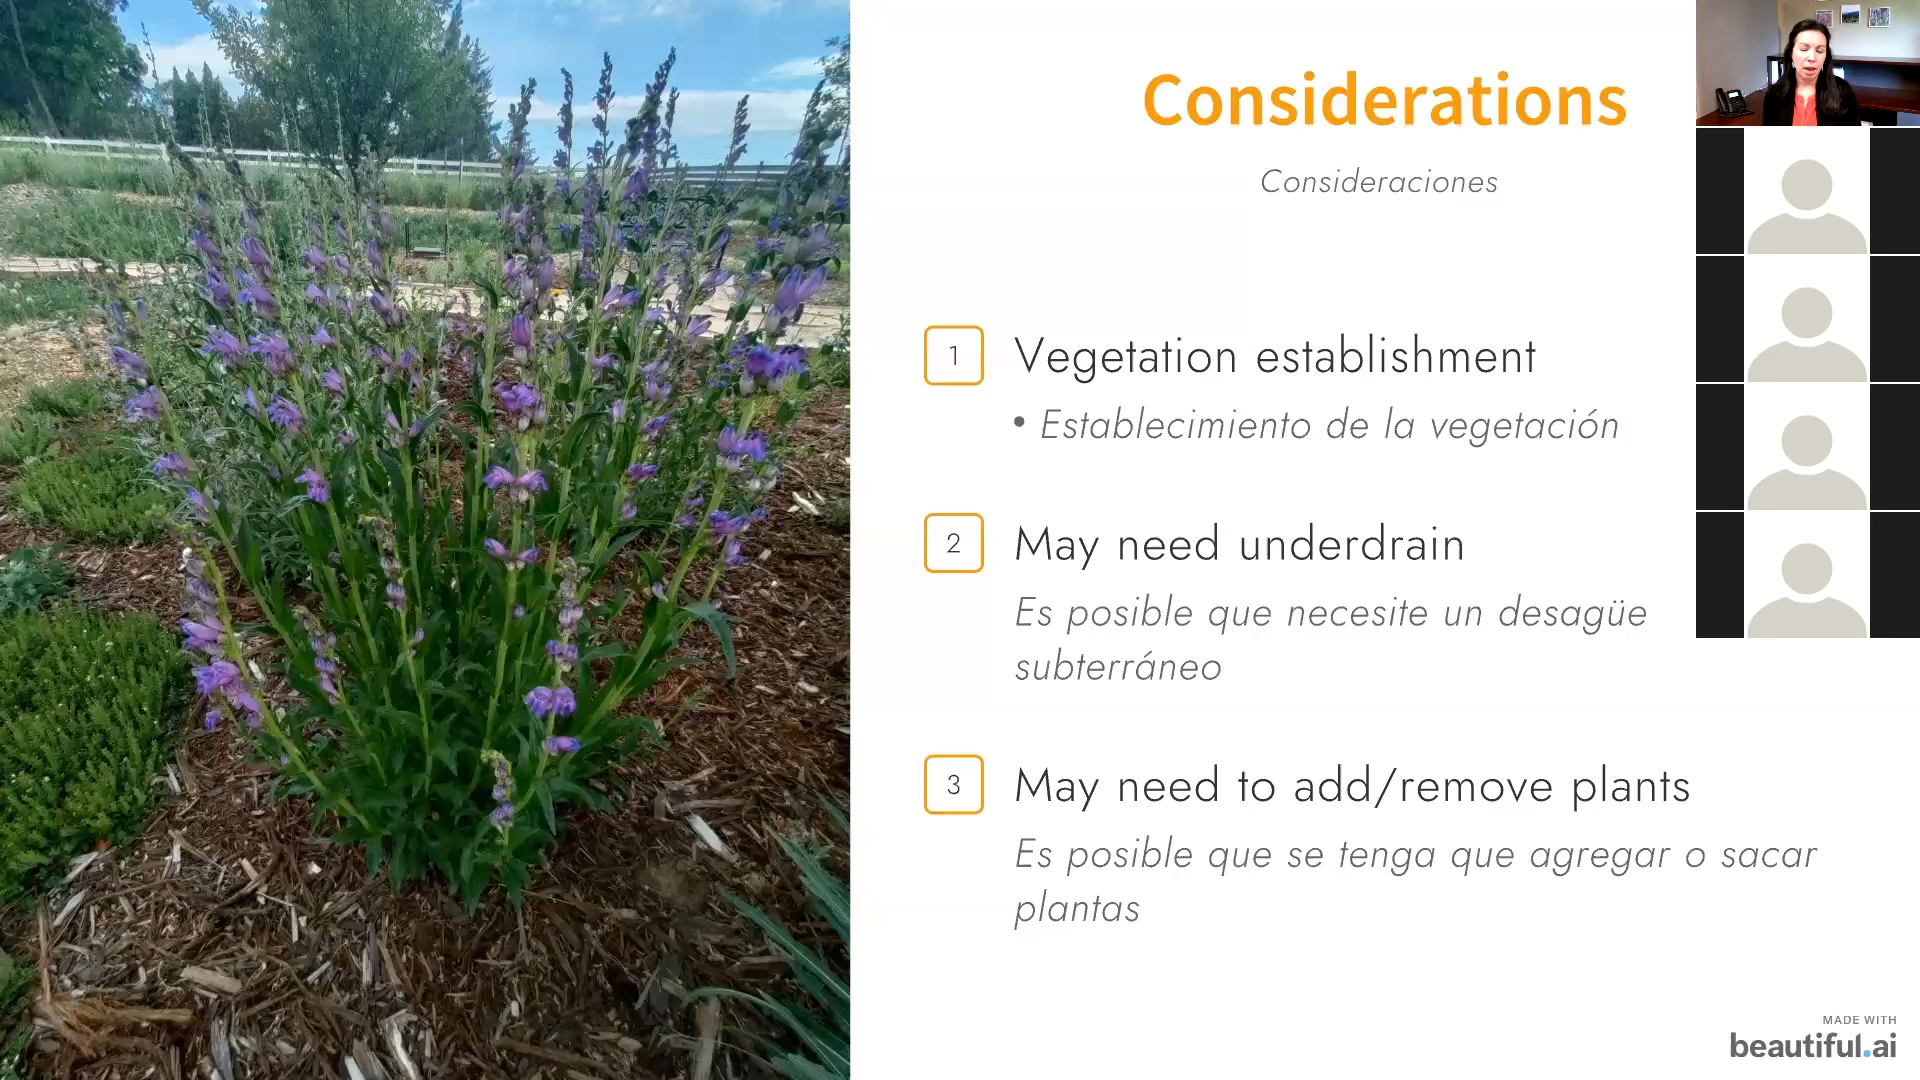 Considerations
Consideraciones
1 Vegetation establishment
• Establecimiento de la vegetación
2 May need underdrain
Es posible que necesite un desagüe
subterráneo
3 May need to add/remove plants
Es posible que se tenga que agregar o sacar
plantas
MADE WITH
beautiful.ai